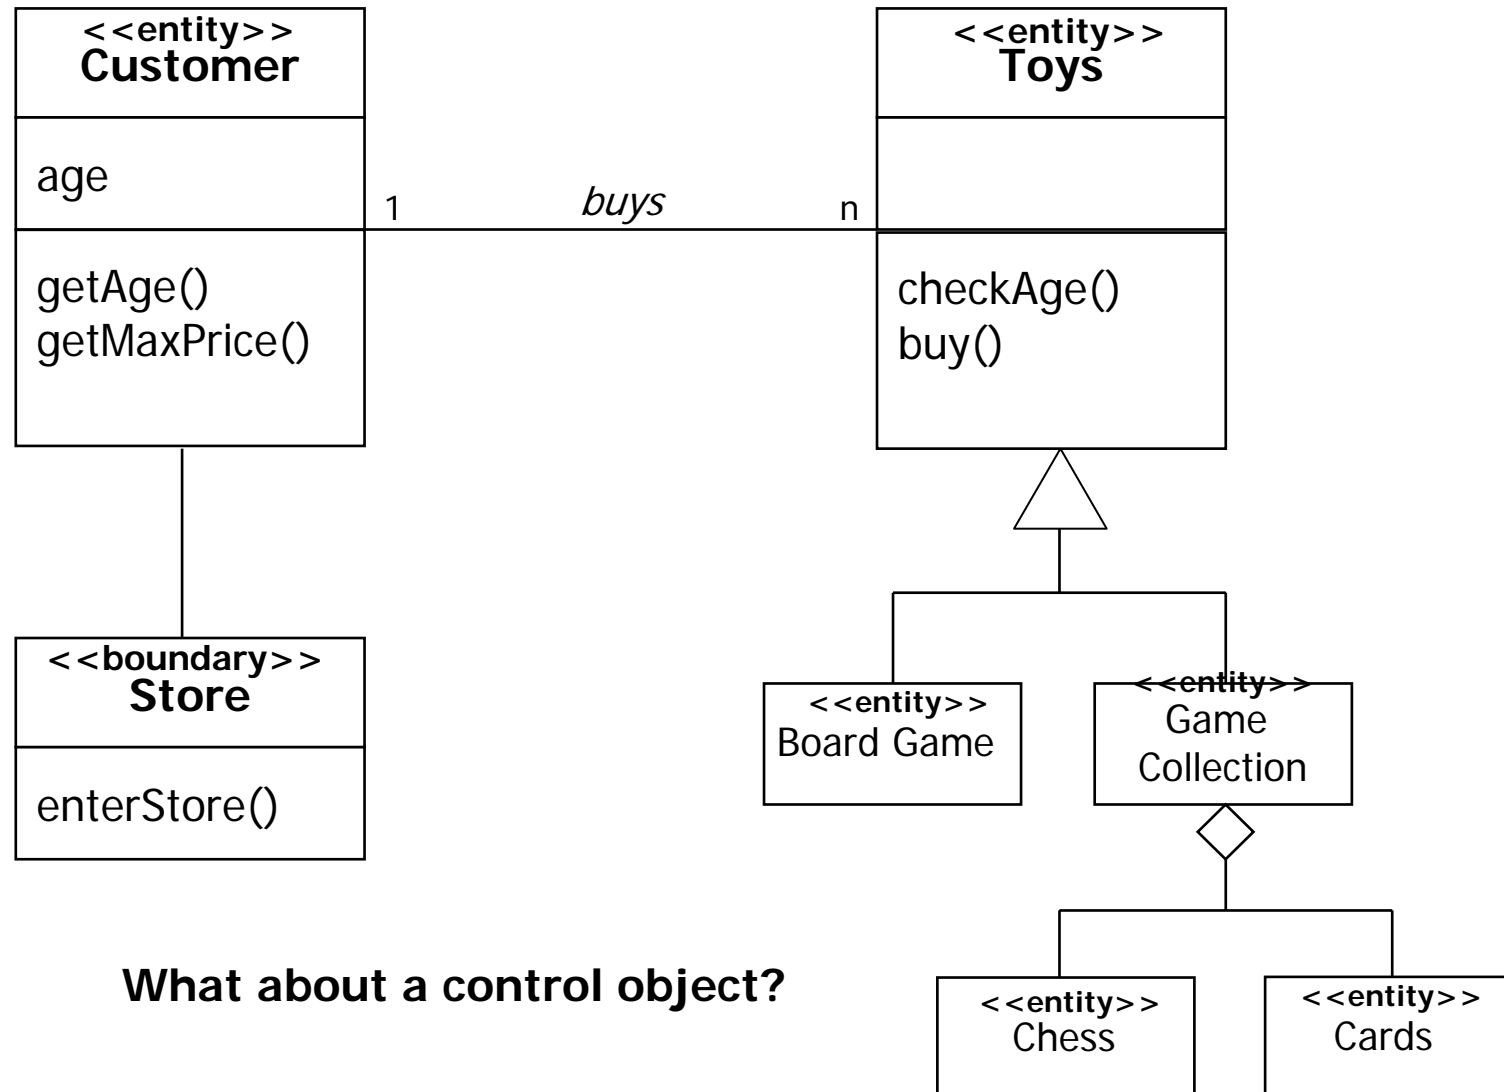 <<entity>>
Customer
age
getAge()
getMaxPrice()
1
buys
n
<<entity>>
Toys
checkAge()
buy()
<<boundary>>
Store
enterStore()
<<entity>>
Board Game
<<entity>>
Game
Collection
<<entity>>
Chess
<<entity>>
Cards
What about a control object?